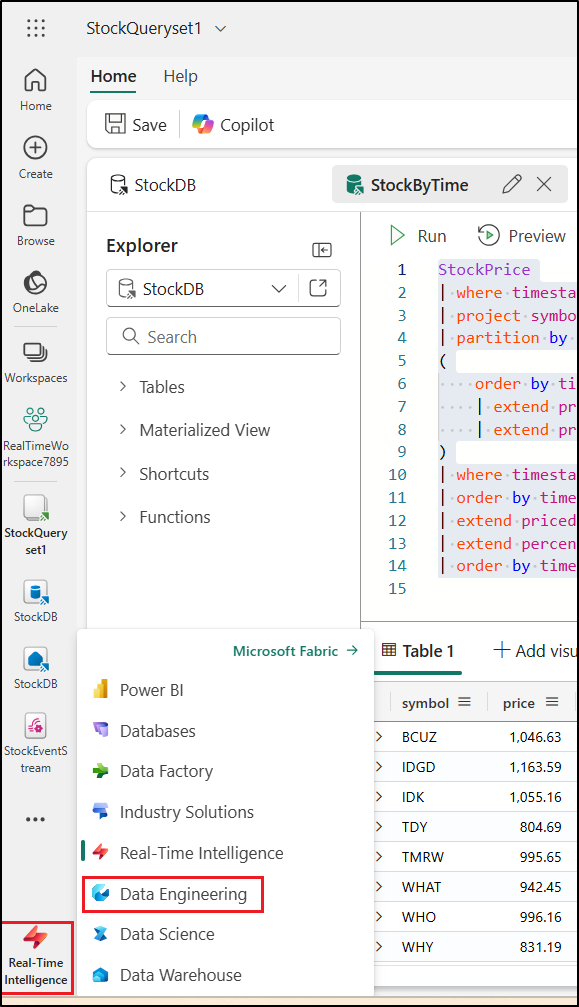 StockQueryset1
Home
Help
Save
Copilot
Home
Create
Browse
OneLake
Workspaces
RealTimeWo
rkspace7895
StockQuery
set1
StockDB
StockDB
StockEventS
tream
Real-Time
Intelligence
StockDB
StockByTime
Explorer
StockDB
Search
Tables
Materialized View
Shortcuts
Functions
Run
Preview
1 StockPrice
2 | where timesta
3 | project symbo
4 | partition by
5 (
6 order by ti
7 | extend pr
8 | extend pr
9 )
10 | where timesta
11 | order by time
12 | extend priced
13 | extend percen
14 | order by time
15
Microsoft Fabric →
Power BI
Databases
Data Factory
Industry Solutions
Real-Time Intelligence
Data Engineering
Data Science
Data Warehouse
Table 1
Add visu
symbol price
BCUZ 1,046.63
IDGD 1,163.59
IDK 1,055.16
TDY 804.69
TMRW 995.65
WHAT 942.45
WHO 996.16
WHY 831.19